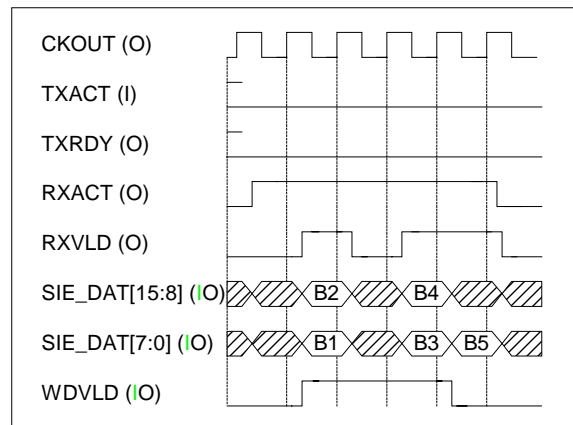 CKOUT (O)
TXACT (I)
TXRDY (O)
RXACT (O)
RXVLD (O)
SIE_DAT[15:8] (IO) B2 B4
SIE_DAT[7:0] (IO) B1 B3 B5
WDVLD (IO)